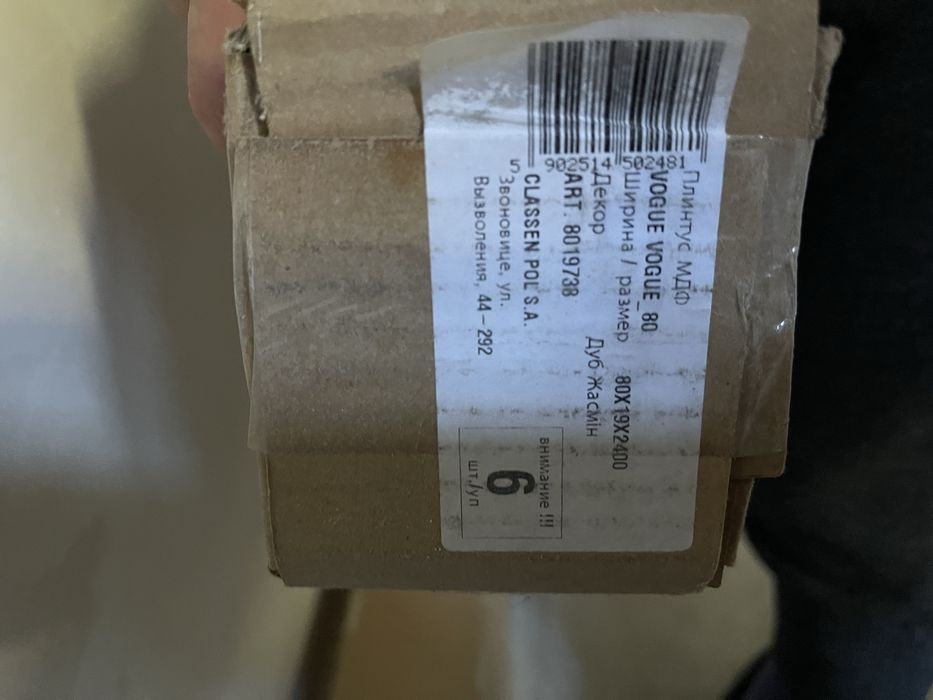 Плинтус МДФ
VOGUE VOGUE_80
Ширина / размер 80X19X2400
Декор Дуб Жасмін
ART. 8019738
CLASSEN POL S.A.
Звоновице, ул.
Вызволения, 44-292
5 902514 502481
внимание !!!
6
шт./уп